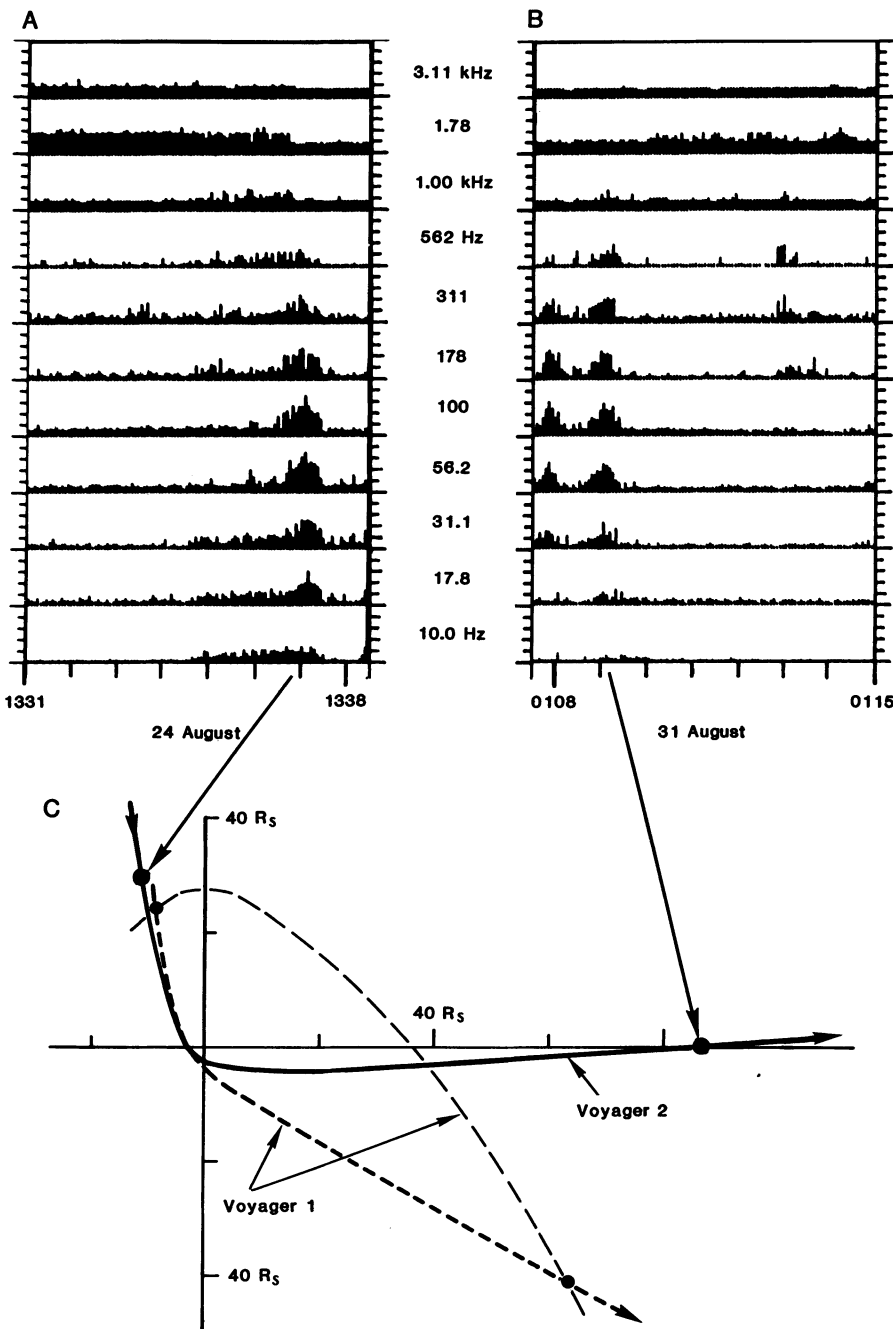 A
B
3.11 kHz
1.78
1.00 kHz
562 Hz
311
178
100
56.2
31.1
17.8
10.0 Hz
1331
1338
0108
0115
24 August
31 August
C
40 RS
40 RS
Voyager 2
Voyager 1
40 RS